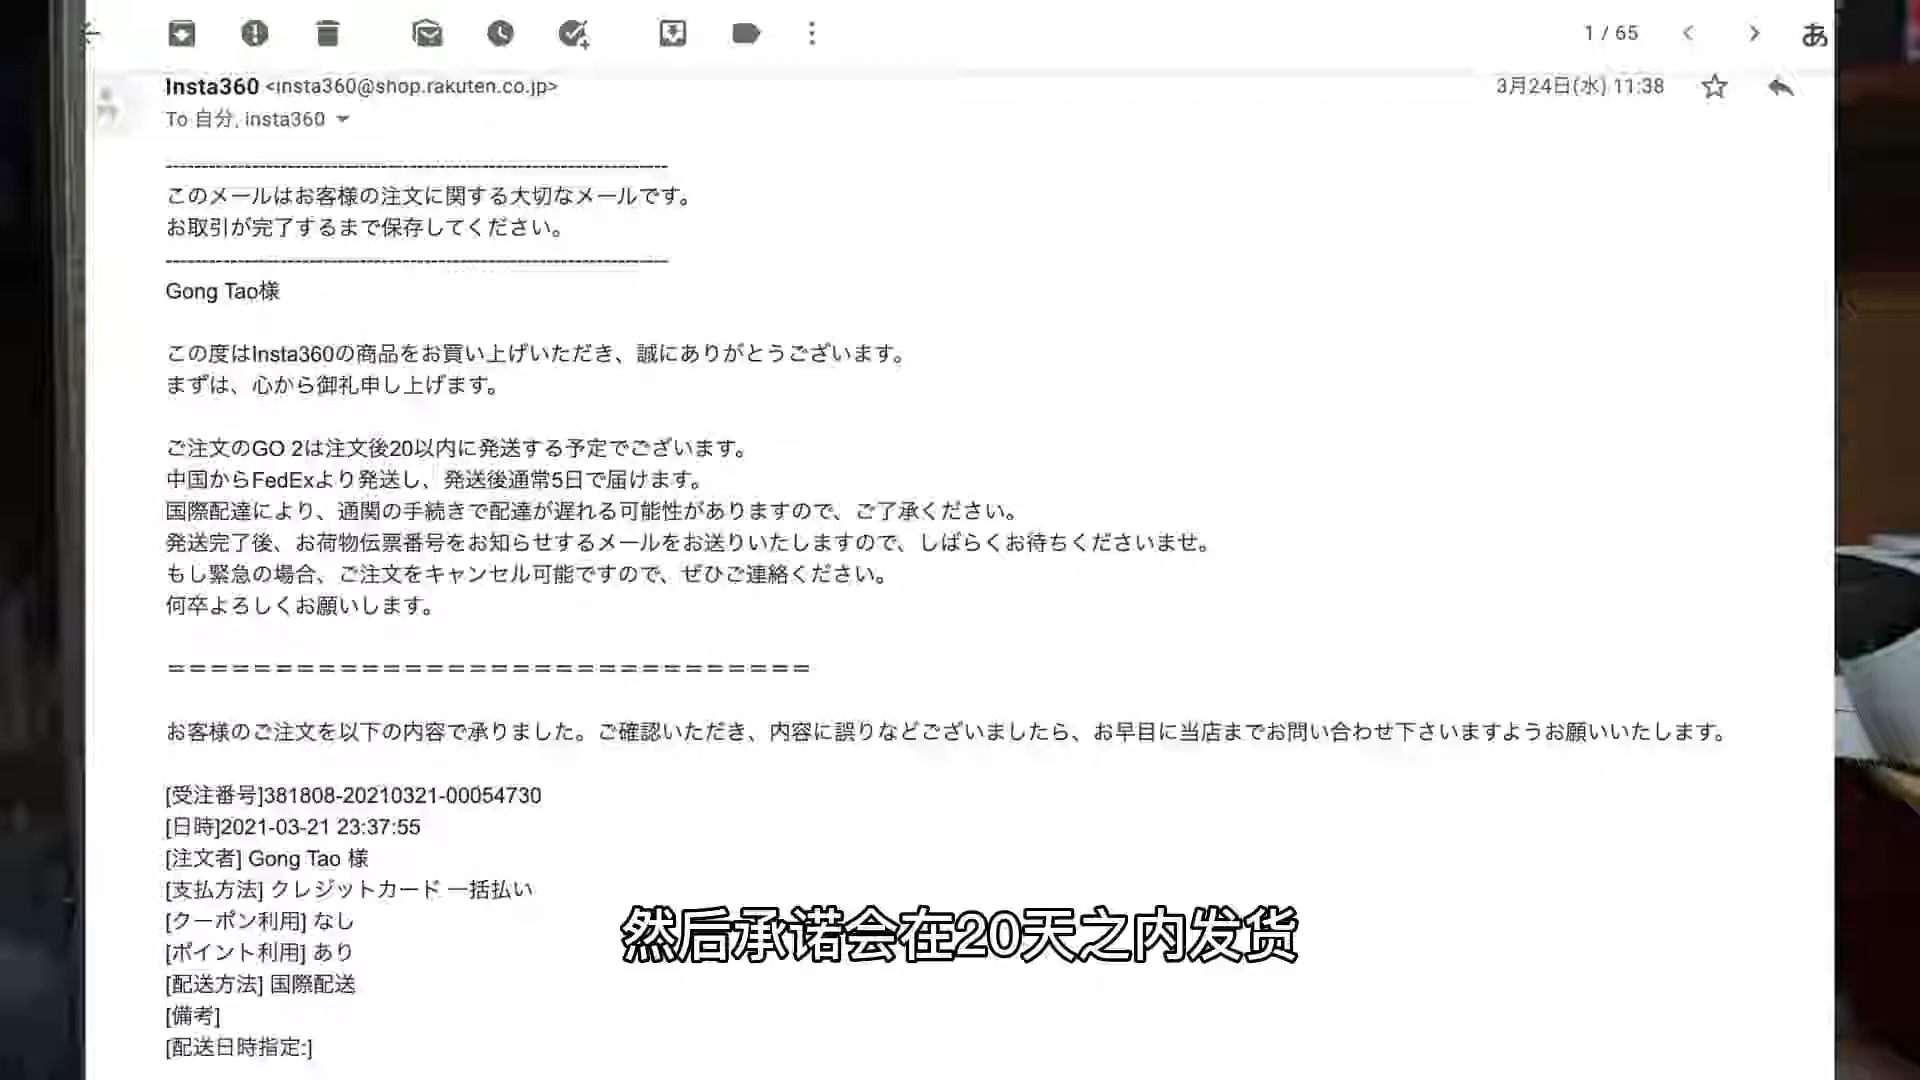 1 / 65
あ
Insta360 <insta360@shop.rakuten.co.jp>
3月24日(水) 11:38
To 自分, insta360
----------------------------------------------------------------------
このメールはお客様の注文に関する大切なメールです。
お取引が完了するまで保存してください。
----------------------------------------------------------------------
Gong Tao様
この度はInsta360の商品をお買い上げいただき、誠にありがとうございます。
まずは、心から御礼申し上げます。
ご注文のGO 2は注文後20以内に発送する予定でございます。
中国からFedExより発送し、発送後通常5日で届けます。
国際配達により、通関の手続きで配達が遅れる可能性がありますので、ご了承ください。
発送完了後、お荷物伝票番号をお知らせするメールをお送りいたしますので、しばらくお待ちくださいませ。
もし緊急の場合、ご注文をキャンセル可能ですので、ぜひご連絡ください。
何卒よろしくお願いします。
==============================
お客様のご注文を以下の内容で承りました。ご確認いただき、内容に誤りなどございましたら、お早目に当店までお問い合わせ下さいますようお願いいたします。
[受注番号]381808-20210321-00054730
[日時]2021-03-21 23:37:55
[注文者] Gong Tao 様
[支払方法] クレジットカード 一括払い
[クーポン利用] なし
[ポイント利用] あり
[配送方法] 国際配送
[備考]
[配送日時指定:]
然后承诺会在20天之内发货